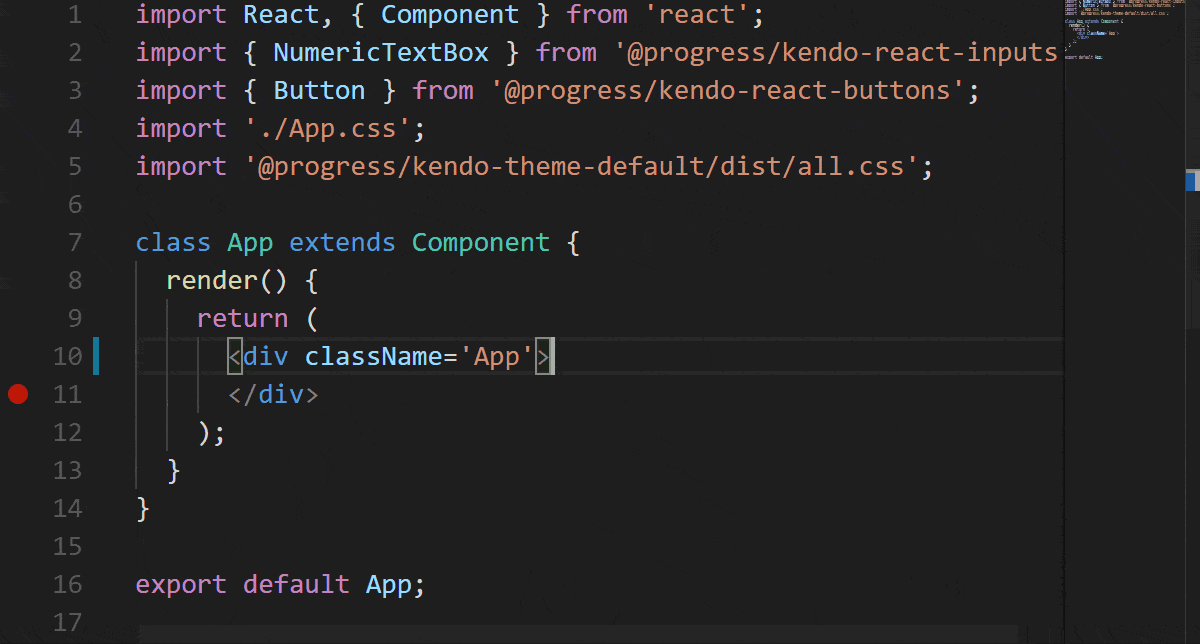 1 import React, { Component } from 'react';
2 import { NumericTextBox } from '@progress/kendo-react-inputs
3 import { Button } from '@progress/kendo-react-buttons';
4 import './App.css';
5 import '@progress/kendo-theme-default/dist/all.css';
6
7 class App extends Component {
8 render() {
9 return (
10 <div className='App'>
11 </div>
12 );
13 }
14 }
15
16 export default App;
17